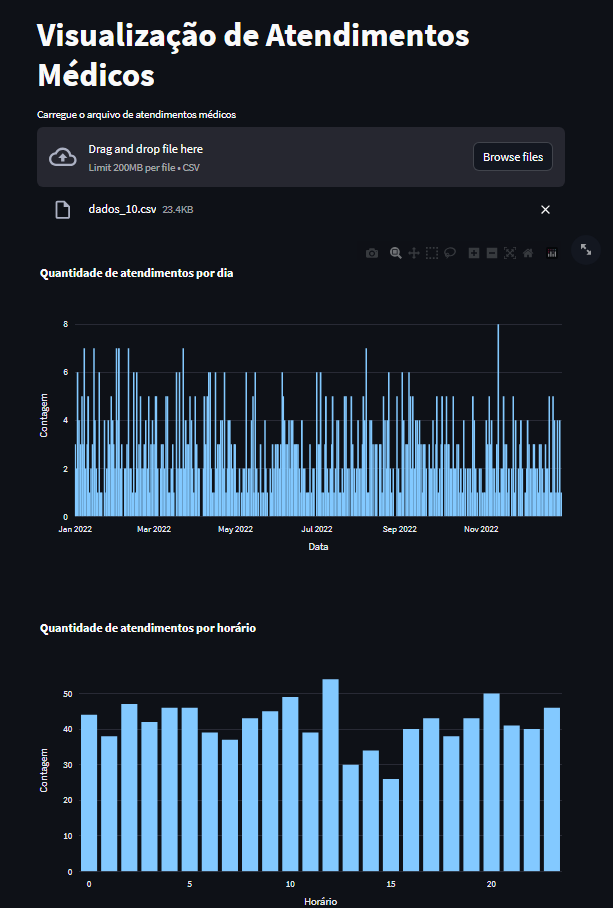 Visualização de Atendimentos
Médicos
Carregue o arquivo de atendimentos médicos
Drag and drop file here
Limit 200MB per file • CSV
Browse files
dados_10.csv 23.4KB
Quantidade de atendimentos por dia
8
6
4
2
0
Contagem
Jan 2022 Mar 2022 May 2022 Jul 2022 Sep 2022 Nov 2022
Data
Quantidade de atendimentos por horário
50
40
30
20
10
0
Contagem
0 5 10 15 20
Horário